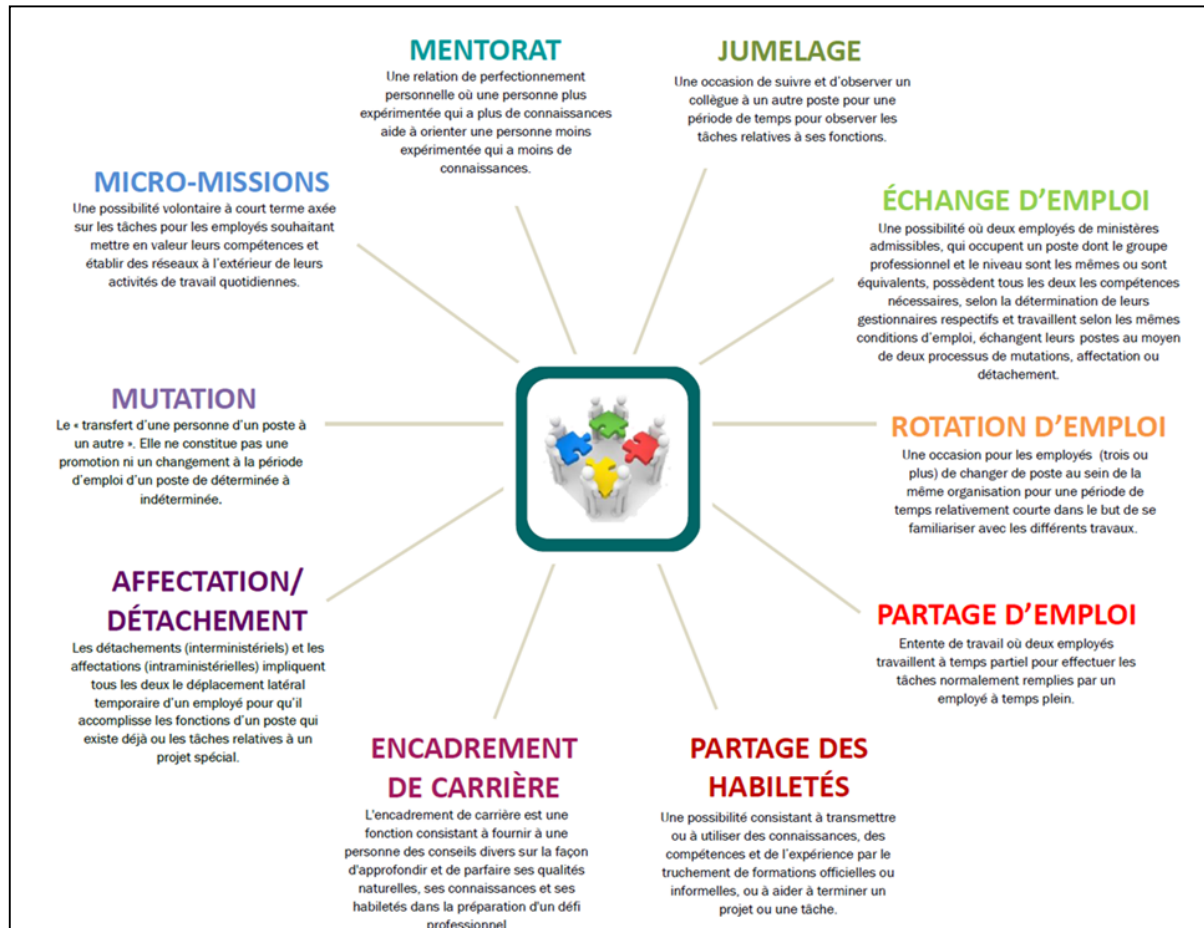 MENTORAT
Une relation de perfectionnement
personnelle où une personne plus
expérimentée qui a plus de connaissances
aide à orienter une personne moins
expérimentée qui a moins de
connaissances.
JUMELAGE
Une occasion de suivre et d'observer un
collègue à un autre poste pour une
période de temps pour observer les
tâches relatives à ses fonctions.
MICRO-MISSIONS
Une possibilité volontaire à court terme axée
sur les tâches pour les employés souhaitant
mettre en valeur leurs compétences et
établir des réseaux à l'extérieur de leurs
activités de travail quotidiennes.
ÉCHANGE D'EMPLOI
Une possibilité où deux employés de ministères
admissibles, qui occupent un poste dont le groupe
professionnel et le niveau sont les mêmes ou sont
équivalents, possèdent tous les deux les compétences
nécessaires, selon la détermination de leurs
gestionnaires respectifs et travaillent selon les mêmes
conditions d'emploi, échangent leurs postes au moyen
de deux processus de mutations, affectation ou
détachement.
MUTATION
Le « transfert d'une personne d'un poste à
un autre ». Elle ne constitue pas une
promotion ni un changement à la période
d'emploi d'un poste de déterminée à
indéterminée.
ROTATION D'EMPLOI
Une occasion pour les employés (trois ou
plus) de changer de poste au sein de la
même organisation pour une période de
temps relativement courte dans le but de se
familiariser avec les différents travaux.
AFFECTATION/
DÉTACHEMENT
Les détachements (interministériels) et les
affectations (intraministérielles) impliquent
tous les deux le déplacement latéral
temporaire d'un employé pour qu'il
accomplisse les fonctions d'un poste qui
existe déjà ou les tâches relatives à un
projet spécial.
PARTAGE D'EMPLOI
Entente de travail où deux employés
travaillent à temps partiel pour effectuer les
tâches normalement remplies par un
employé à temps plein.
ENCADREMENT
DE CARRIÈRE
L'encadrement de carrière est une
fonction consistant à fournir à une
personne des conseils divers sur la façon
d'approfondir et de parfaire ses qualités
naturelles, ses connaissances et ses
habiletés dans la préparation d'un défi
professionnel
PARTAGE DES
HABILETÉS
Une possibilité consistant à transmettre
ou à utiliser des connaissances, des
compétences et de l'expérience par le
truchement de formations officielles ou
informelles, ou à aider à terminer un
projet ou une tâche.